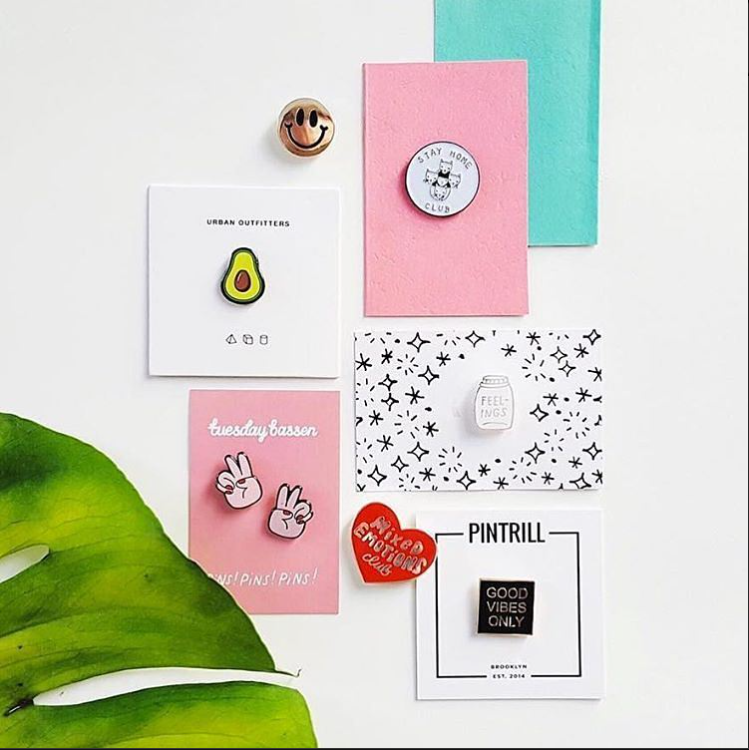 STAY HOME
CLUB
URBAN OUTFITTERS
FEEL-
INGS
tuesday bassen
PINS! PINS!
MIXED
EMOTIONS
club
PINTRILL
GOOD
VIBES
ONLY
BROOKLYN
EST. 2014